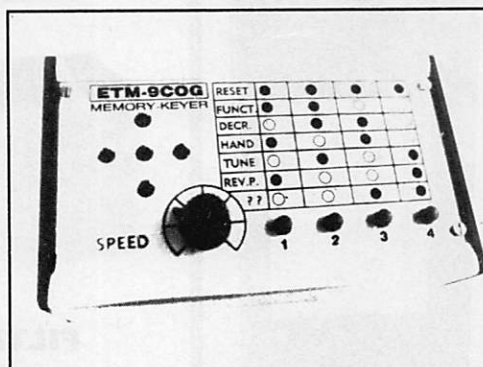 ETM-9COG
MEMORY-KEYER
RESET
FUNCT.
DECR.
HAND
TUNE
REV.P.
??
SPEED
1 2 3 4